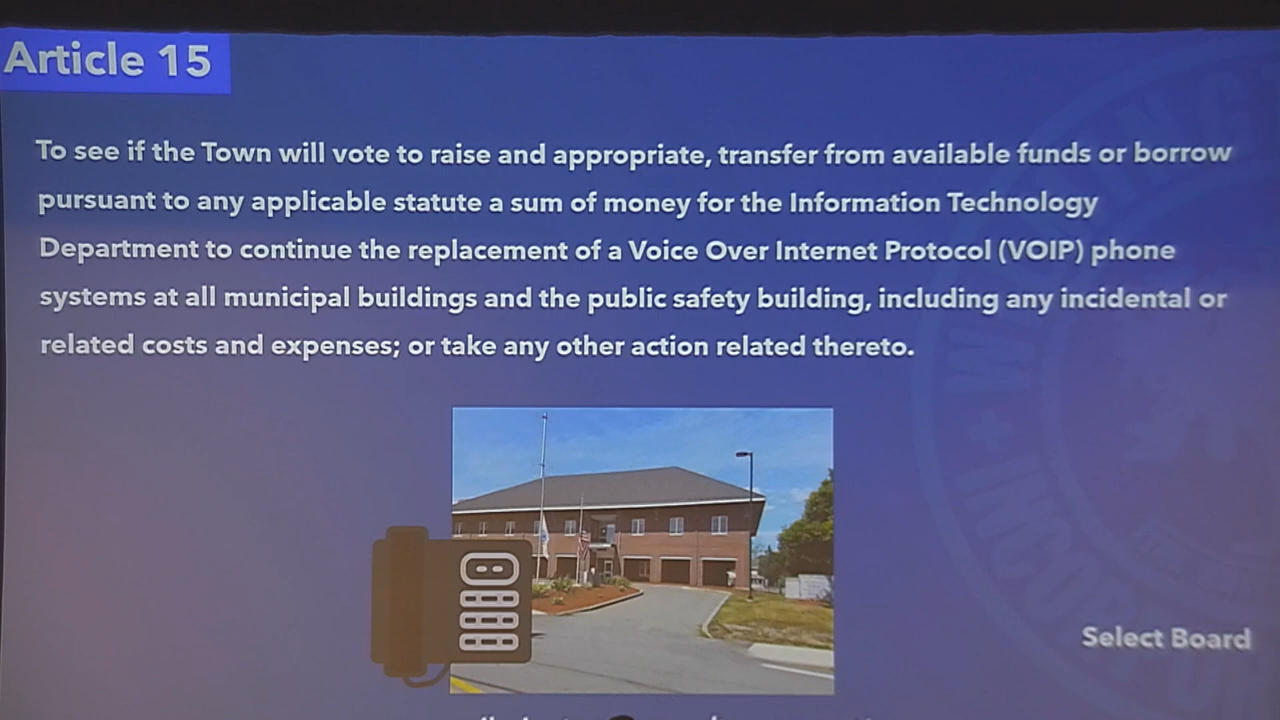 Article 15
To see if the Town will vote to raise and appropriate, transfer from available funds or borrow
pursuant to any applicable statute a sum of money for the Information Technology
Department to continue the replacement of a Voice Over Internet Protocol (VOIP) phone
systems at all municipal buildings and the public safety building, including any incidental or
related costs and expenses; or take any other action related thereto.
Select Board